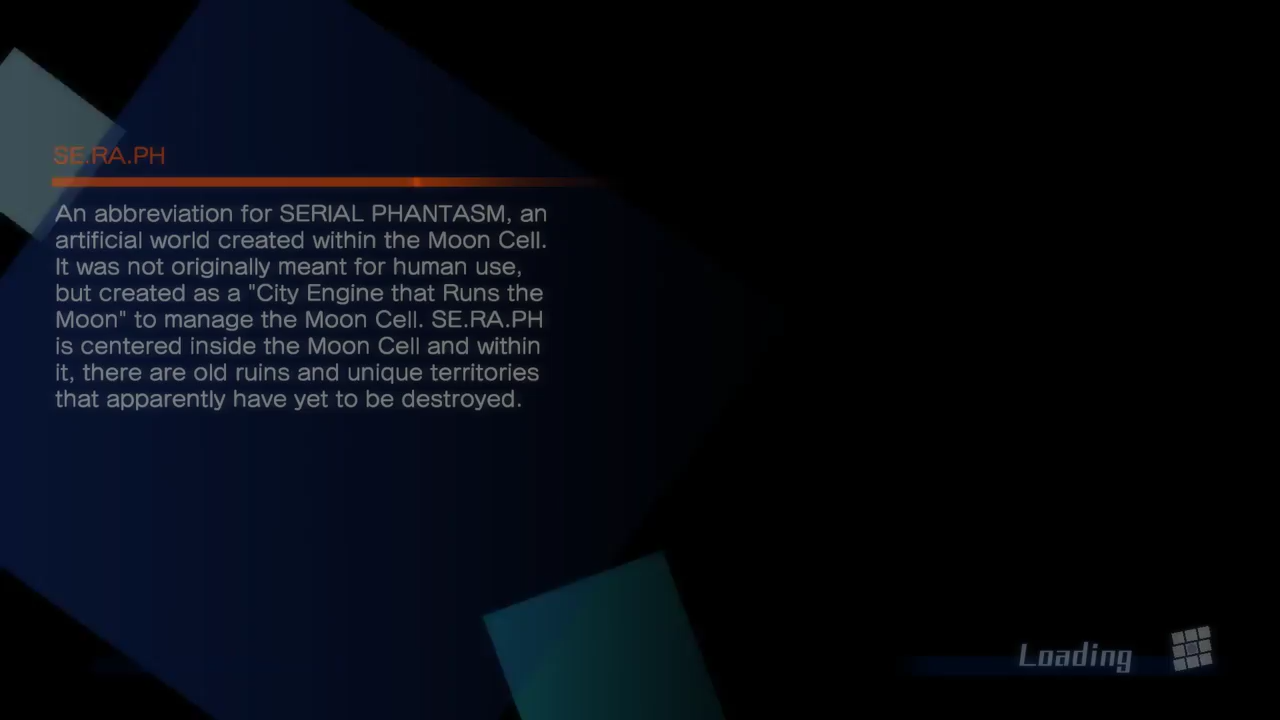 SE.RA.PH
An abbreviation for SERIAL PHANTASM, an
artificial world created within the Moon Cell.
It was not originally meant for human use,
but created as a "City Engine that Runs the
Moon" to manage the Moon Cell. SE.RA.PH
is centered inside the Moon Cell and within
it, there are old ruins and unique territories
that apparently have yet to be destroyed.
Loading